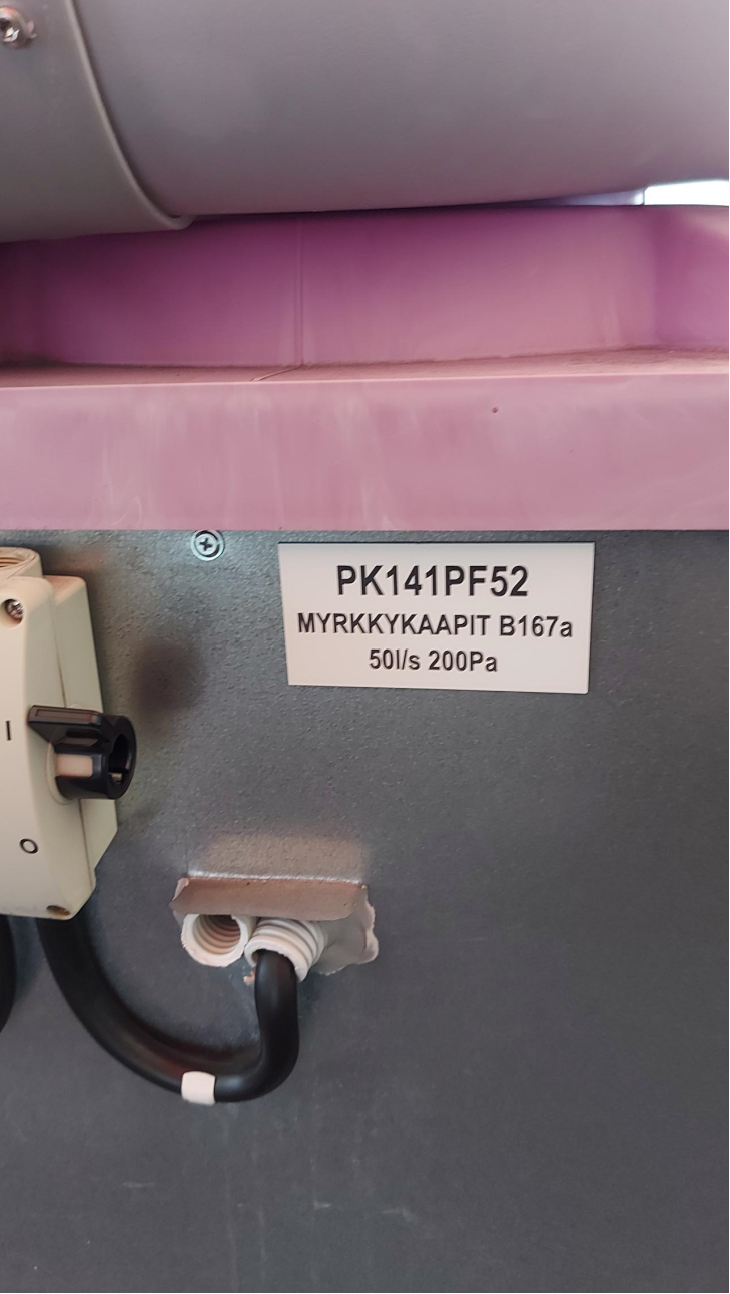 PK141PF52
MYRKKYKAAPIT B167a
50l/s 200Pa
I
O